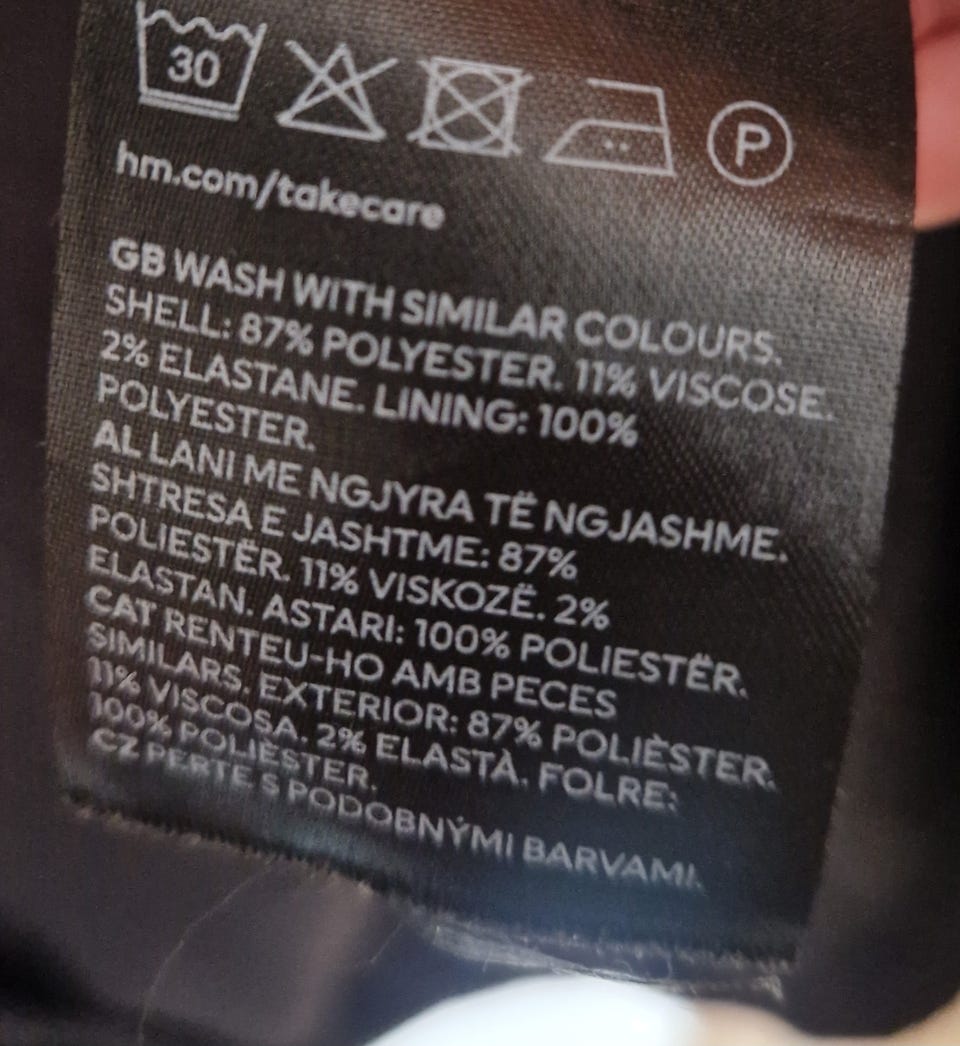 30
P
hm.com/takecare
GB WASH WITH SIMILAR COLOURS.
SHELL: 87% POLYESTER. 11% VISCOSE.
2% ELASTANE. LINING: 100%
POLYESTER.
AL LANI ME NGJYRA TË NGJASHME.
SHTRESA E JASHTME: 87%
POLIESTËR. 11% VISKOZË. 2%
ELASTAN. ASTARI: 100% POLIESTËR.
CAT RENTEU-HO AMB PECES
SIMILARS. EXTERIOR: 87% POLIÈSTER.
11% VISCOSA. 2% ELASTÀ. FOLRE:
100% POLIÈSTER.
CZ PERTE S PODOBNÝMI BARVAMI.